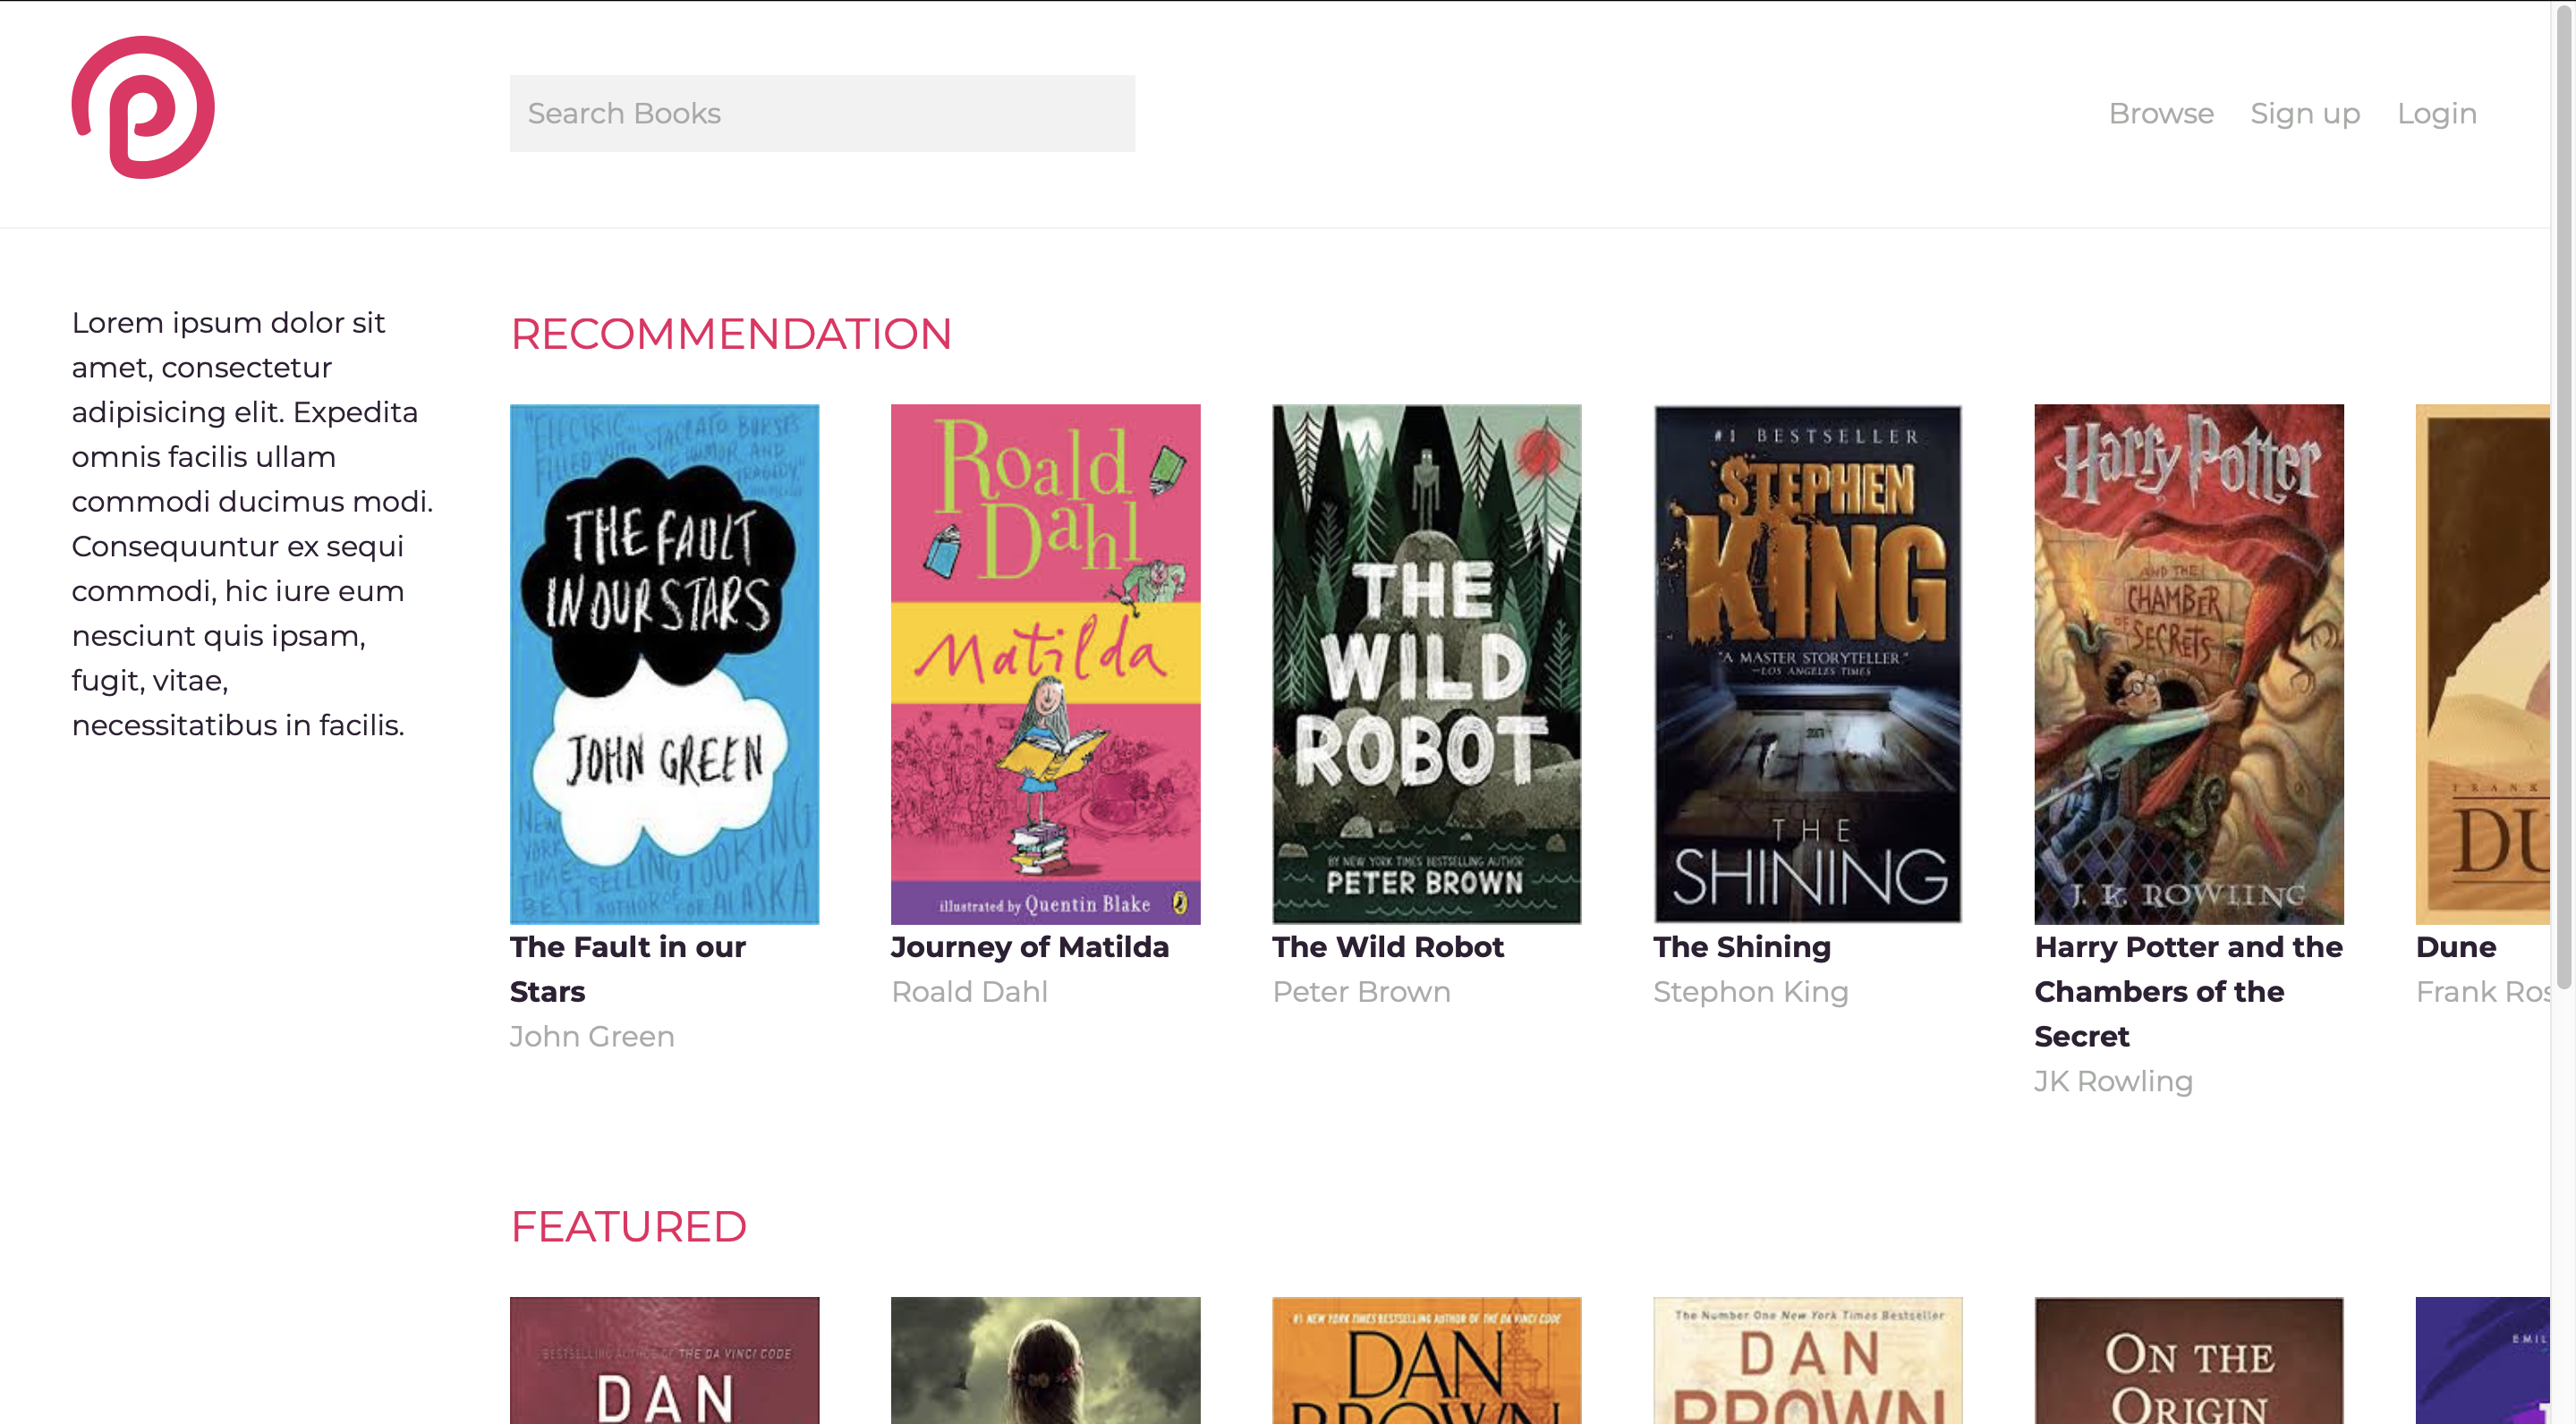 Search Books
Browse Sign up Login
Lorem ipsum dolor sit
amet, consectetur
adipisicing elit. Expedita
omnis facilis ullam
commodi ducimus modi.
Consequuntur ex sequi
commodi, hic iure eum
nesciunt quis ipsam,
fugit, vitae,
necessitatibus in facilis.
RECOMMENDATION
"ELECTRIC...
FILLED WITH STACCATO BURSTS
OF HUMOR AND
TRAGEDY."
THE FAULT
IN OUR STARS
JOHN GREEN
NEW
YORK
TIMES
BEST SELLING
AUTHOR OF
LOOKING
FOR ALASKA
The Fault in our
Stars
John Green
Roald
Dahl
Matilda
illustrated by Quentin Blake
Journey of Matilda
Roald Dahl
THE
WILD
ROBOT
BY NEW YORK TIMES BESTSELLING AUTHOR
PETER BROWN
The Wild Robot
Peter Brown
#1 BESTSELLER
STEPHEN
KING
"A MASTER STORYTELLER."
—LOS ANGELES TIMES
THE
SHINING
The Shining
Stephon King
Harry Potter
AND THE
CHAMBER
OF
SECRETS
J. K. ROWLING
Harry Potter and the
Chambers of the
Secret
JK Rowling
FRANK
DU
Dune
Frank Ros
FEATURED
BESTSELLING AUTHOR OF THE DA VINCI CODE
DAN
#1 NEW YORK TIMES BESTSELLING AUTHOR OF THE DA VINCI CODE
DAN
BROWN
The Number One New York Times Bestseller
DAN
BROWN
ON THE
ORIGIN
EMIL